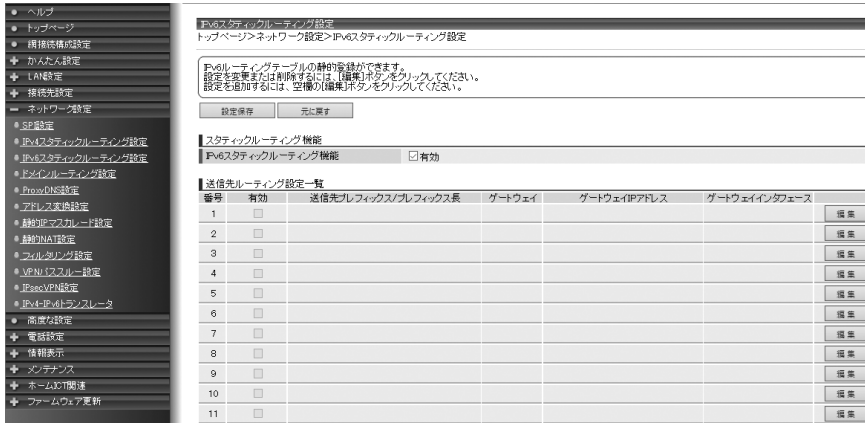 ヘルプ
トップページ
網接続構成設定
かんたん設定
LAN設定
接続先設定
ネットワーク設定
SP設定
IPv4スタティックルーティング設定
IPv6スタティックルーティング設定
ドメインルーティング設定
ProxyDNS設定
アドレス変換設定
静的IPマスカレード設定
静的NAT設定
フィルタリング設定
VPNパススルー設定
IPsecVPN設定
IPv4-IPv6トランスレータ
高度な設定
電話設定
情報表示
メンテナンス
ホームICT関連
ファームウェア更新
IPv6スタティックルーティング設定
トップページ>ネットワーク設定>IPv6スタティックルーティング設定
IPv6ルーティングテーブルの静的登録ができます。
設定を変更または削除するには、[編集]ボタンをクリックしてください。
設定を追加するには、空欄の[編集]ボタンをクリックしてください。
設定保存 元に戻す
スタティックルーティング機能
IPv6スタティックルーティング機能 有効
送信先ルーティング設定一覧
番号 有効 送信先プレフィックス/プレフィックス長 ゲートウェイ ゲートウェイIPアドレス ゲートウェイインタフェース
1 編集
2 編集
3 編集
4 編集
5 編集
6 編集
7 編集
8 編集
9 編集
10 編集
11 編集